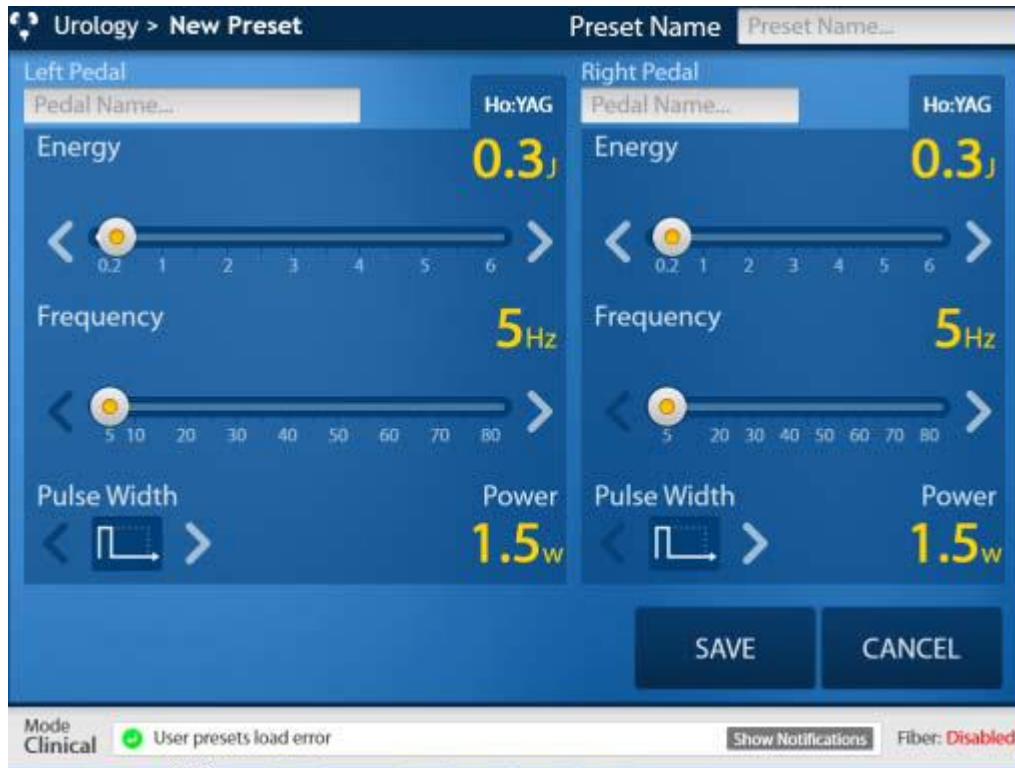 Urology > New Preset
Preset Name Preset Name...
Left Pedal
Pedal Name...
Ho:YAG
Energy
0.3J
0.2 1 2 3 4 5 6
Frequency
5Hz
5 10 20 30 40 50 60 70 80
Pulse Width
Power
1.5w
Right Pedal
Pedal Name...
Ho:YAG
Energy
0.3J
0.2 1 2 3 4 5 6
Frequency
5Hz
5 20 30 40 50 60 70 80
Pulse Width
Power
1.5w
SAVE
CANCEL
Mode
Clinical
User presets load error
Show Notifications
Fiber: Disabled